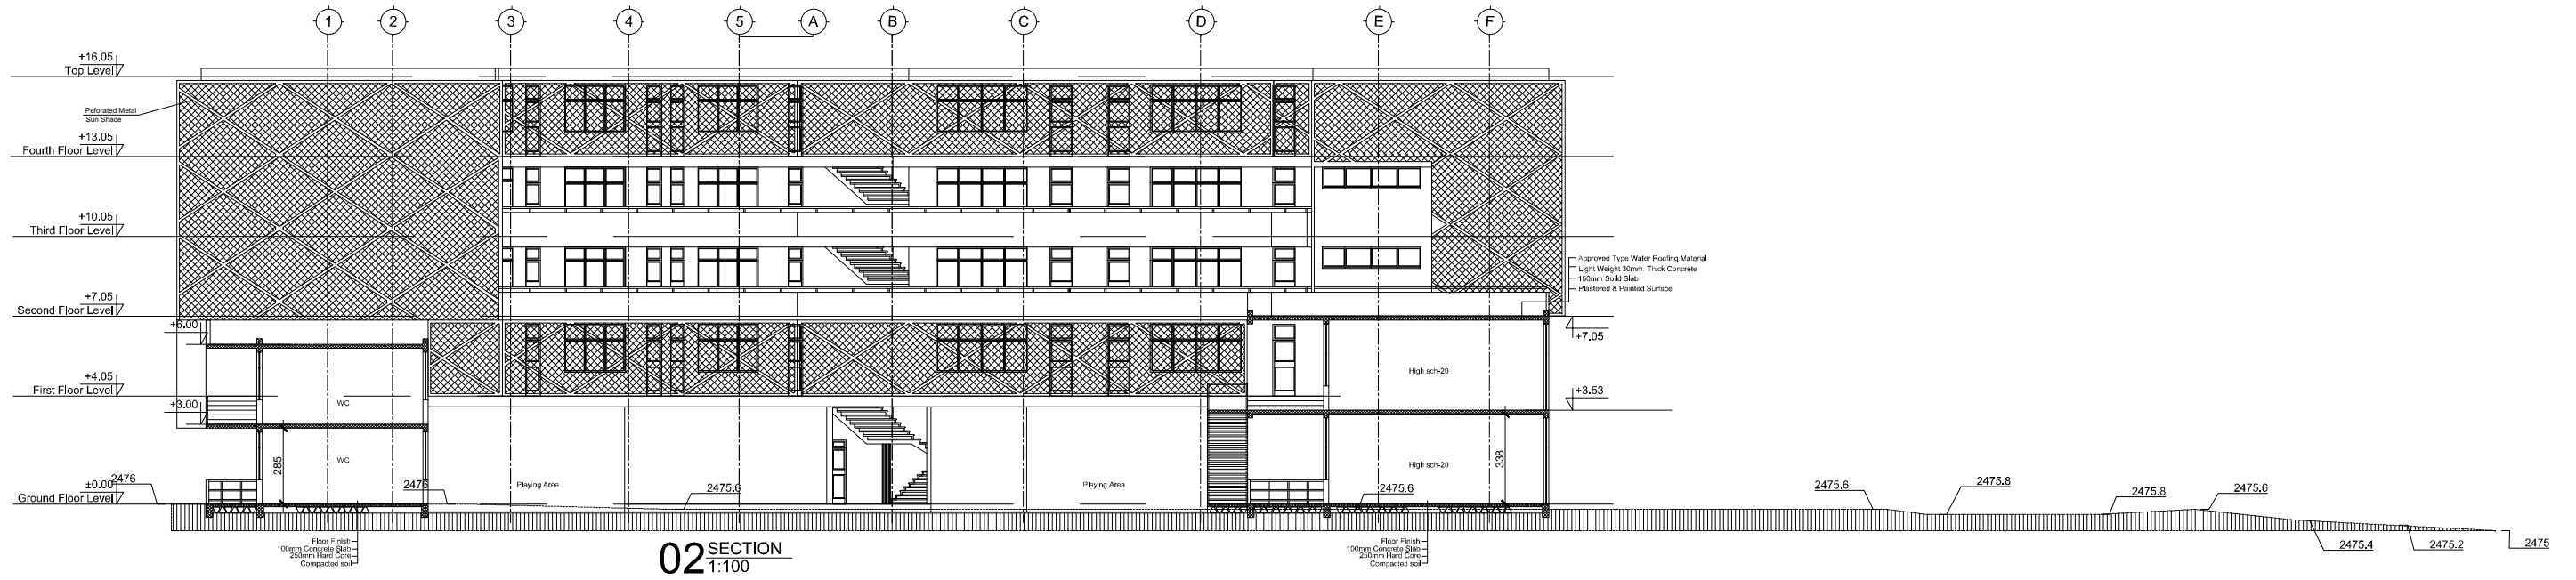 1 2 3 4 5 A B C D E F
+16.05
Top Level
Peforated Metal
Sun Shade
+13.05
Fourth Floor Level
+10.05
Third Floor Level
Approved Type Water Roofing Material
Light Weight 30mm Thick Concrete
150mm Soild Slab
Plastered & Painted Surface
+7.05
Second Floor Level
+6.00
+7.05
High sch-20
+4.05
First Floor Level
+3.53
WC
+3.00
WC
285
High sch-20
338
±0.00
2476
Ground Floor Level
2476
Playing Area
2475.6
Playing Area
2475.6
2475.6
2475.8
2475.8
2475.6
Floor Finish
100mm Concrete Slab
250mm Hard Core
Compacted soil
02 SECTION
1:100
Floor Finish
100mm Concrete Slab
250mm Hard Core
Compacted soil
2475.4
2475.2
2475